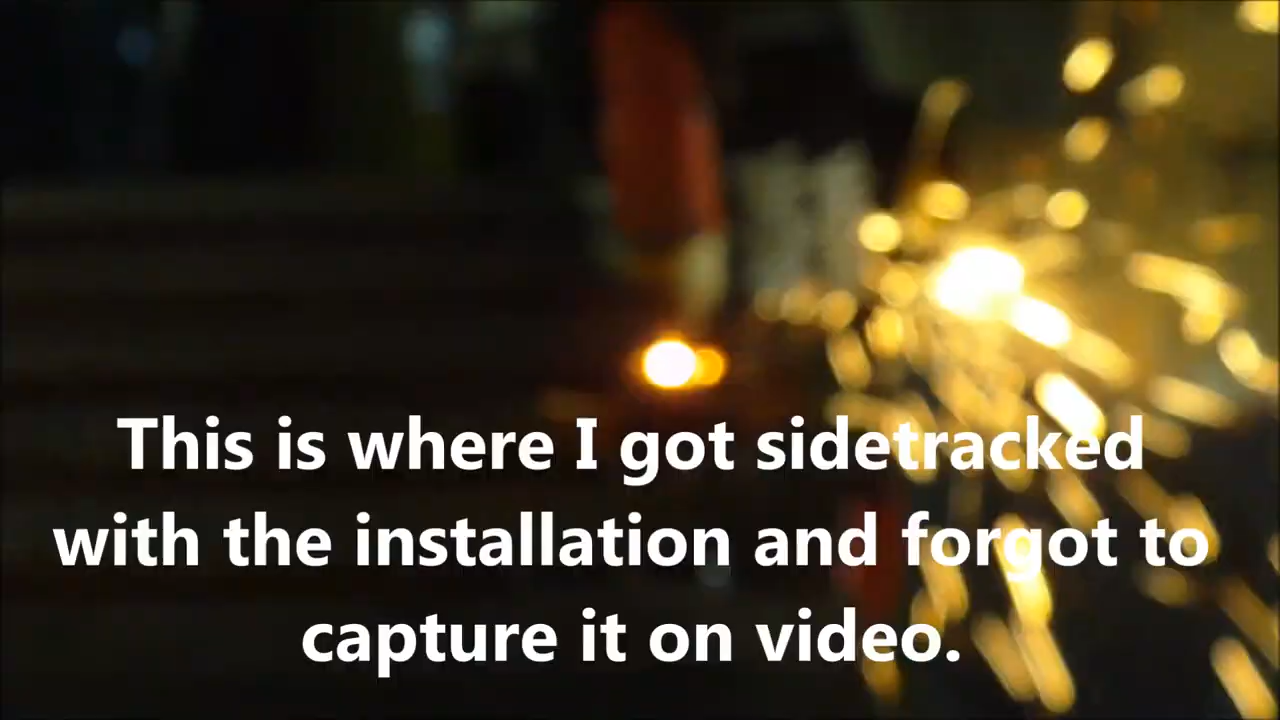 This is where I got sidetracked
with the installation and forgot to
capture it on video.